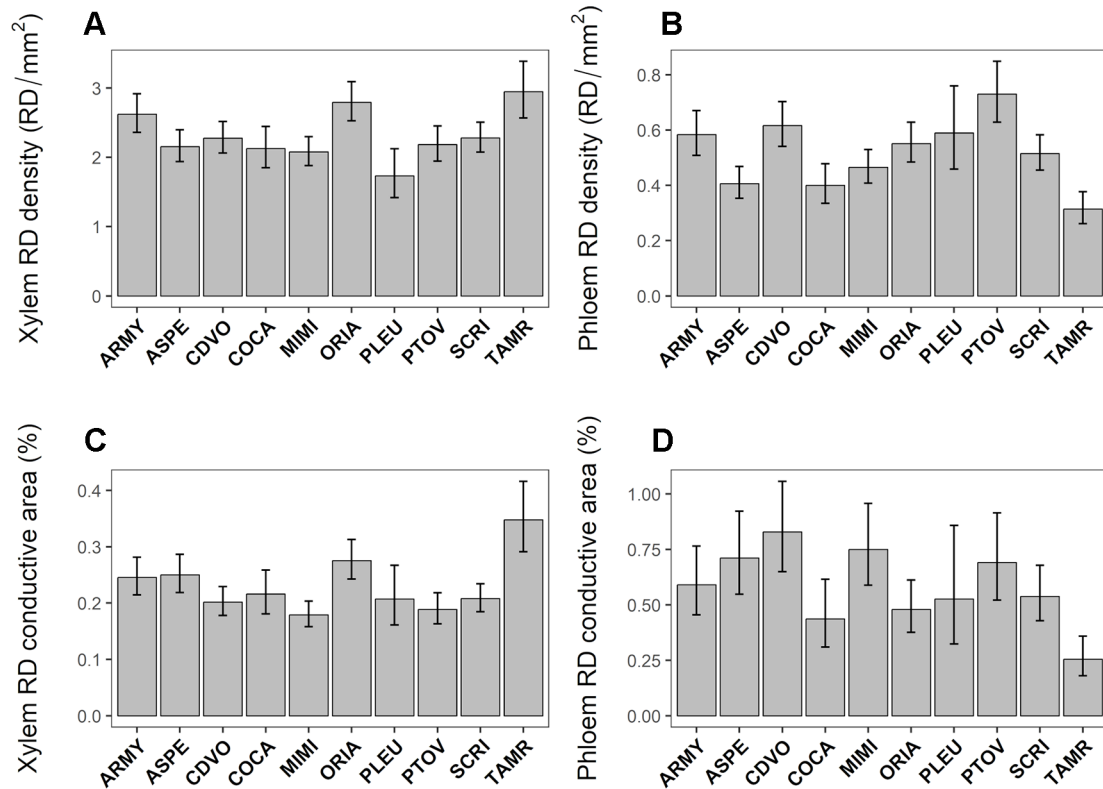 A
Xylem RD density (RD/mm²)
3
2
1
0
ARMY ASPE CDVO COCA MIMI ORIA PLEU PTOV SCRI TAMR
B
Phloem RD density (RD/mm²)
0.8
0.6
0.4
0.2
0.0
ARMY ASPE CDVO COCA MIMI ORIA PLEU PTOV SCRI TAMR
C
Xylem RD conductive area (%)
0.4
0.3
0.2
0.1
0.0
ARMY ASPE CDVO COCA MIMI ORIA PLEU PTOV SCRI TAMR
D
Phloem RD conductive area (%)
1.00
0.75
0.50
0.25
0.00
ARMY ASPE CDVO COCA MIMI ORIA PLEU PTOV SCRI TAMR